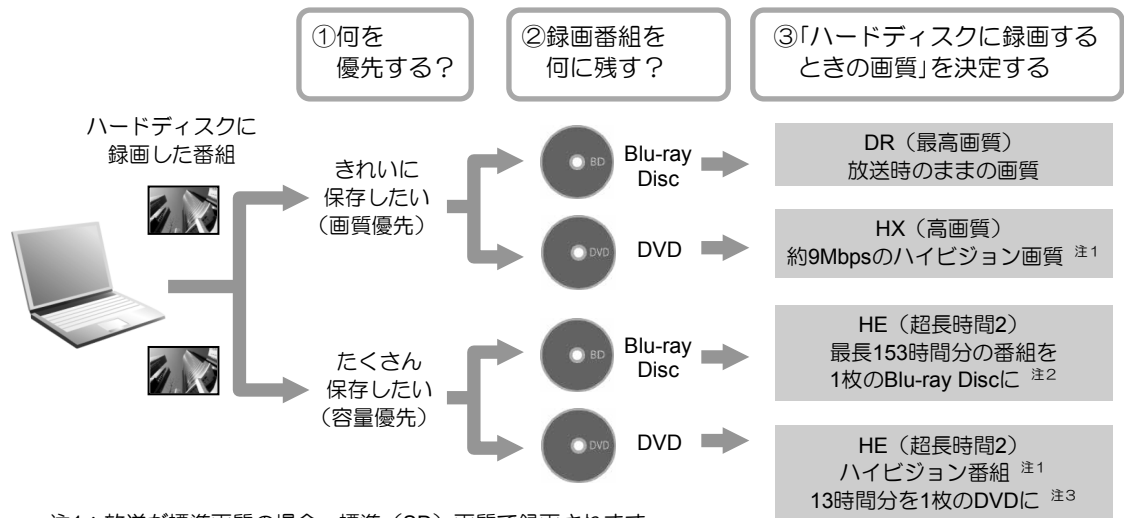 ①何を
優先する？
②録画番組を
何に残す？
③「ハードディスクに録画する
ときの画質」を決定する
ハードディスクに
録画した番組
きれいに
保存したい
（画質優先）
BD
Blu-ray
Disc
DR（最高画質）
放送時のままの画質
DVD
DVD
HX（高画質）
約9Mbpsのハイビジョン画質 注1
たくさん
保存したい
（容量優先）
BD
Blu-ray
Disc
HE（超長時間2）
最長153時間分の番組を
1枚のBlu-ray Discに 注2
DVD
DVD
HE（超長時間2）
ハイビジョン番組 注1
13時間分を1枚のDVDに 注3